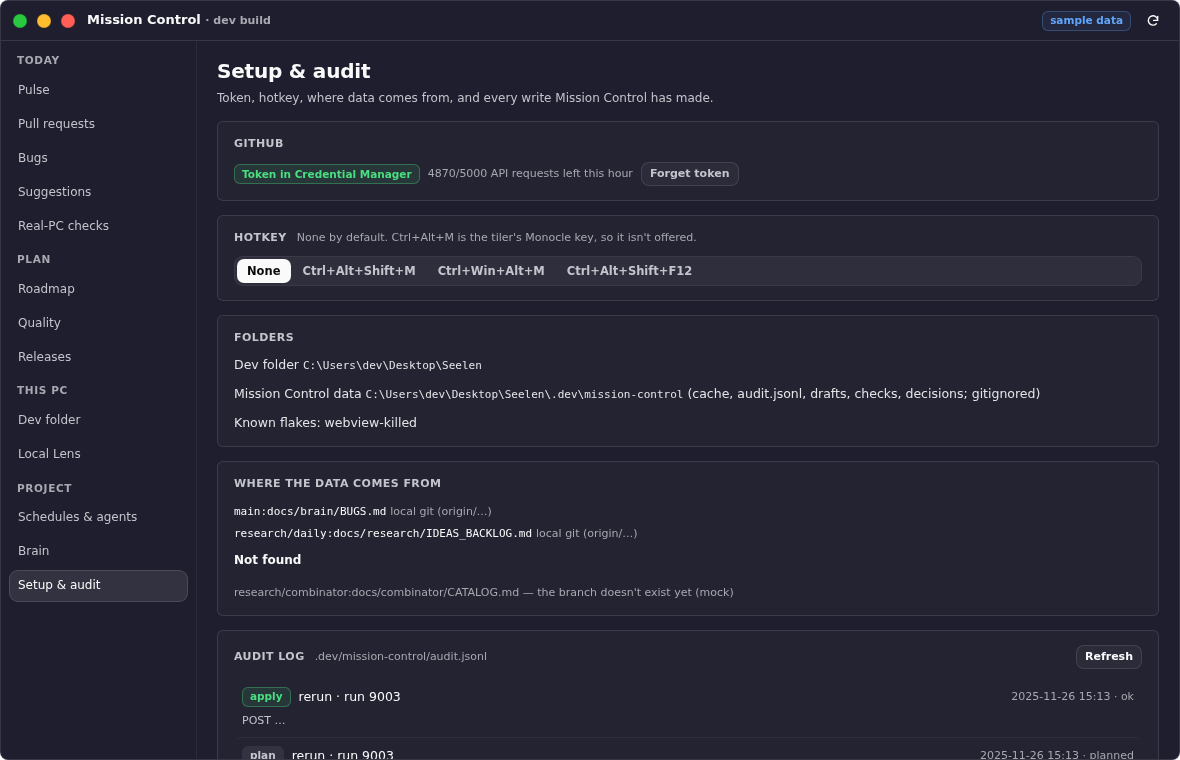 Mission Control · dev build
sample data
TODAY
Pulse
Pull requests
Bugs
Suggestions
Real-PC checks
PLAN
Roadmap
Quality
Releases
THIS PC
Dev folder
Local Lens
PROJECT
Schedules & agents
Brain
Setup & audit
Setup & audit
Token, hotkey, where data comes from, and every write Mission Control has made.
GITHUB
Token in Credential Manager 4870/5000 API requests left this hour Forget token
HOTKEY None by default. Ctrl+Alt+M is the tiler's Monocle key, so it isn't offered.
None Ctrl+Alt+Shift+M Ctrl+Win+Alt+M Ctrl+Alt+Shift+F12
FOLDERS
Dev folder C:\Users\dev\Desktop\Seelen
Mission Control data C:\Users\dev\Desktop\Seelen\.dev\mission-control (cache, audit.jsonl, drafts, checks, decisions; gitignored)
Known flakes: webview-killed
WHERE THE DATA COMES FROM
main:docs/brain/BUGS.md local git (origin/…)
research/daily:docs/research/IDEAS_BACKLOG.md local git (origin/…)
Not found
research/combinator:docs/combinator/CATALOG.md — the branch doesn't exist yet (mock)
AUDIT LOG .dev/mission-control/audit.jsonl Refresh
apply rerun · run 9003 2025-11-26 15:13 · ok
POST …
plan rerun · run 9003 2025-11-26 15:13 · planned